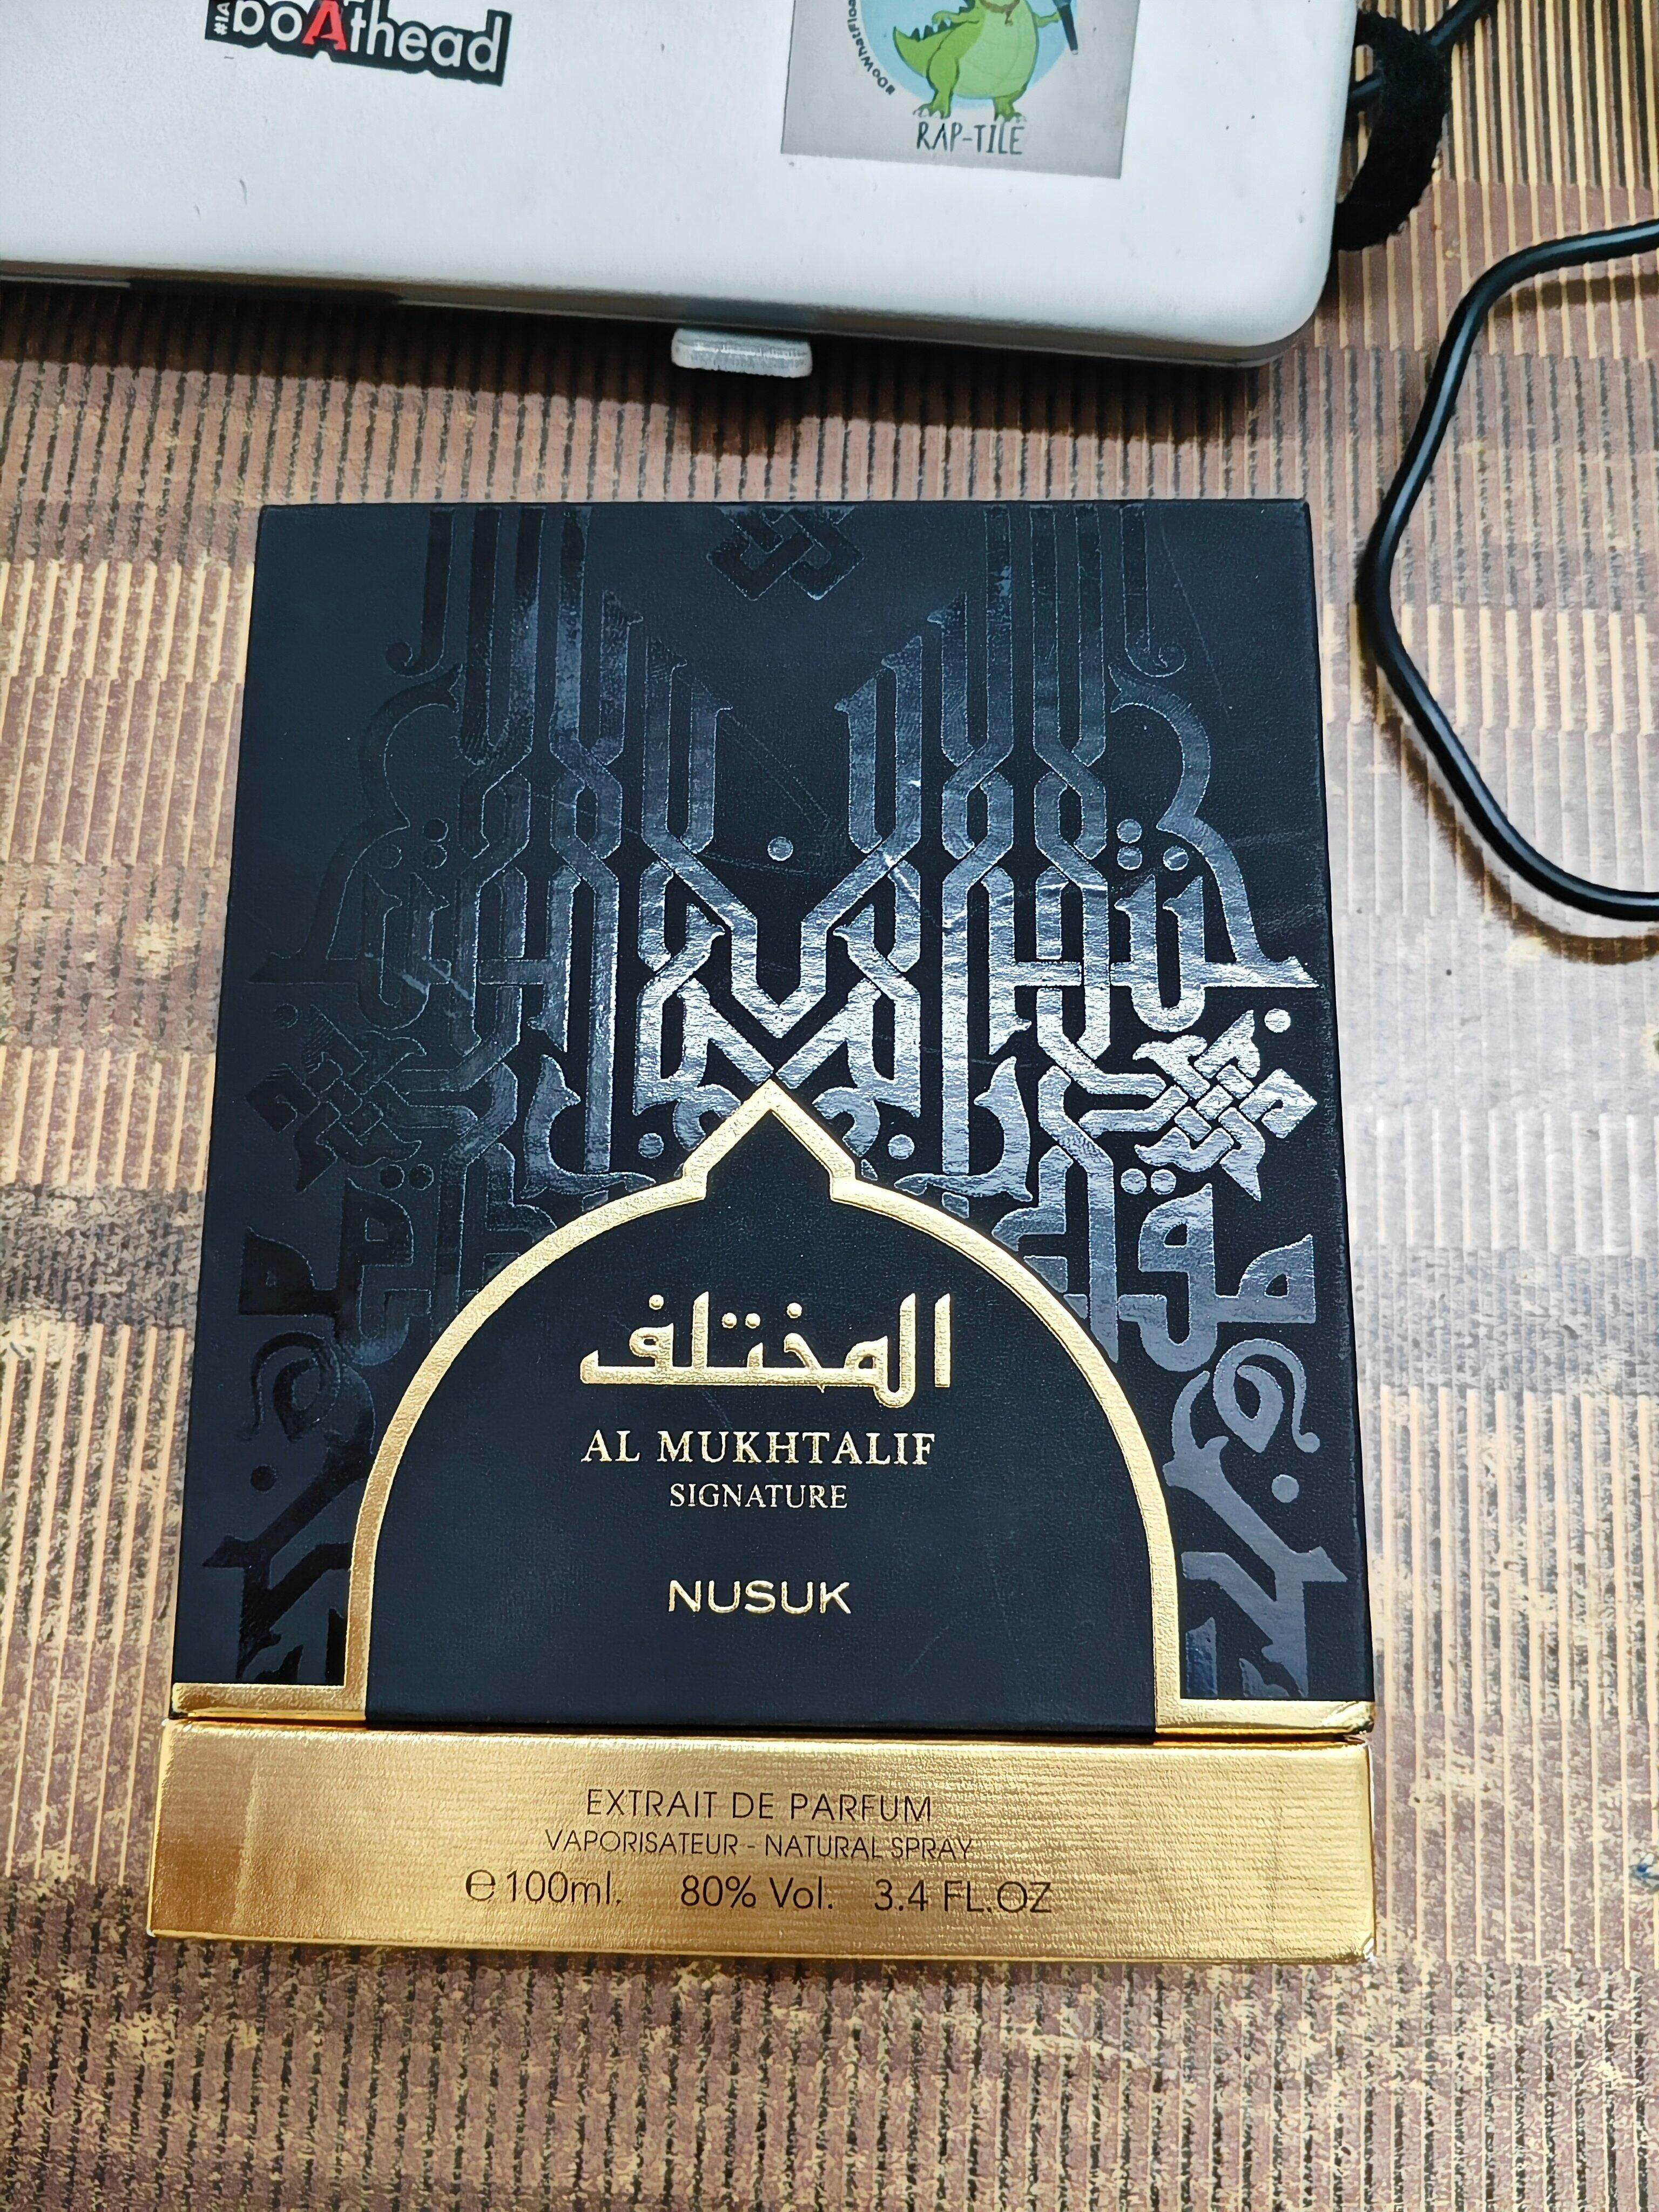 boAthead
RAP-TILE
المختلف
AL MUKHTALIF
SIGNATURE
NUSUK
EXTRAIT DE PARFUM
VAPORISATEUR - NATURAL SPRAY
℮100ml. 80% Vol. 3.4 FL.OZ